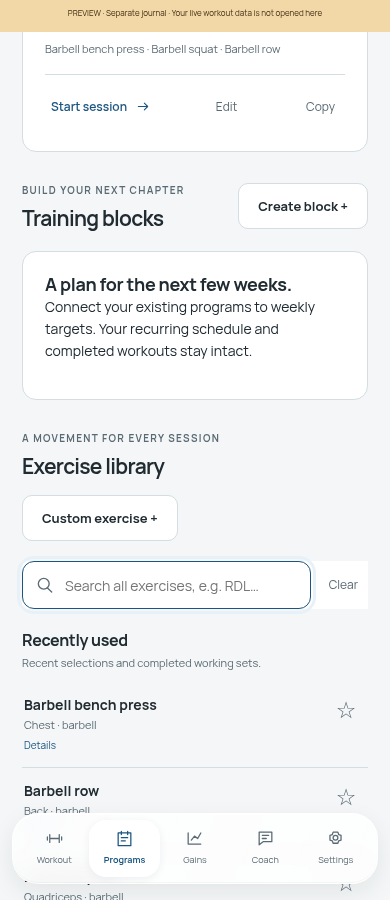 PREVIEW · Separate journal · Your live workout data is not opened here
Barbell bench press · Barbell squat · Barbell row
Start session → Edit Copy
BUILD YOUR NEXT CHAPTER
Training blocks
Create block +
A plan for the next few weeks.
Connect your existing programs to weekly
targets. Your recurring schedule and
completed workouts stay intact.
A MOVEMENT FOR EVERY SESSION
Exercise library
Custom exercise +
Search all exercises, e.g. RDL... Clear
Recently used
Recent selections and completed working sets.
Barbell bench press
Chest · barbell
Details
Barbell row
Back · barbell
Workout Programs Gains Coach Settings
Quadriceps · barbell